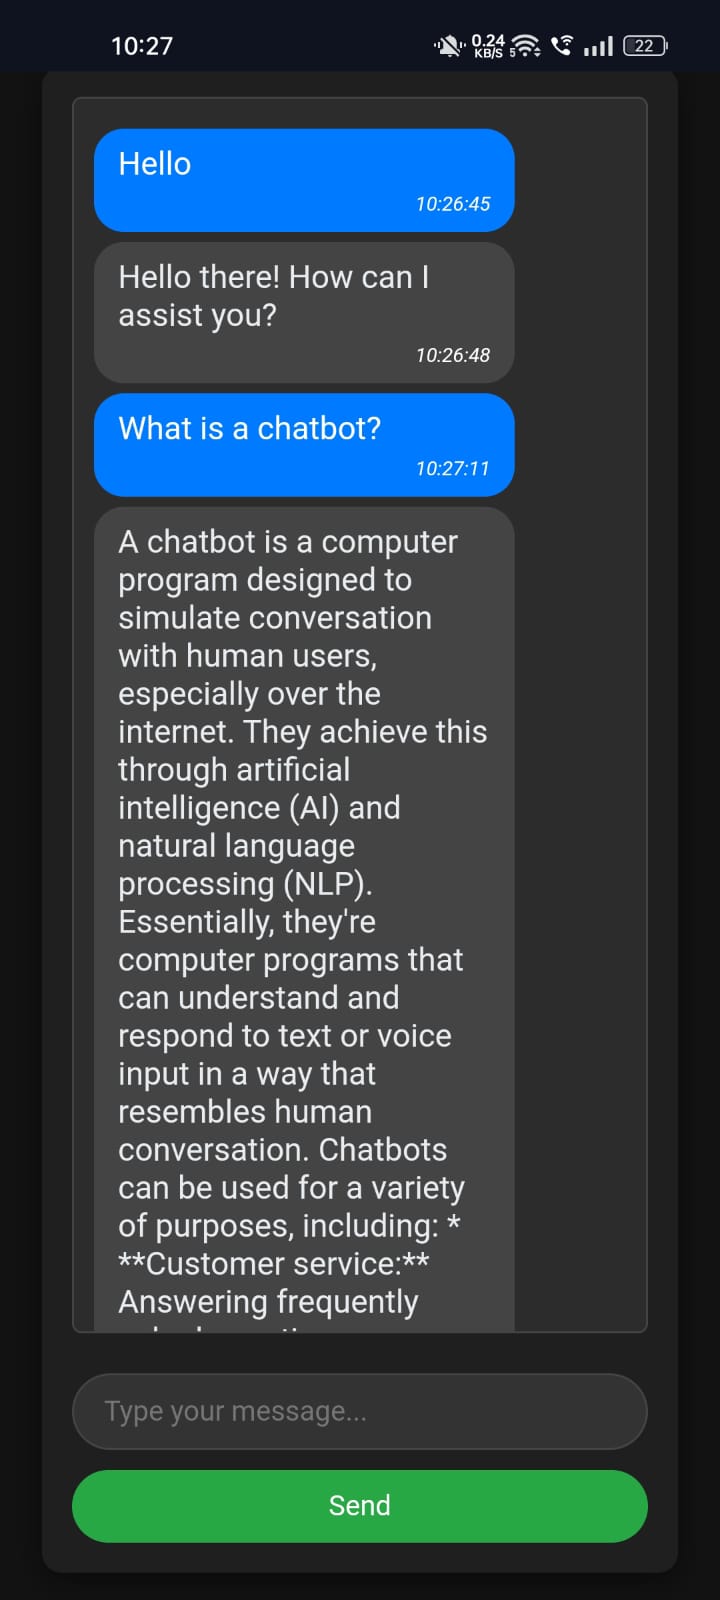 10:27
0.24
KB/S
5
22
Hello
10:26:45
Hello there! How can I
assist you?
10:26:48
What is a chatbot?
10:27:11
A chatbot is a computer
program designed to
simulate conversation
with human users,
especially over the
internet. They achieve this
through artificial
intelligence (AI) and
natural language
processing (NLP).
Essentially, they're
computer programs that
can understand and
respond to text or voice
input in a way that
resembles human
conversation. Chatbots
can be used for a variety
of purposes, including: *
**Customer service:**
Answering frequently
Type your message...
Send